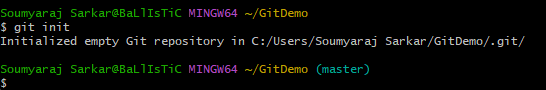 Soumyaraj Sarkar@BaLlIsTiC MINGW64 ~/GitDemo
$ git init
Initialized empty Git repository in C:/Users/Soumyaraj Sarkar/GitDemo/.git/
Soumyaraj Sarkar@BaLlIsTiC MINGW64 ~/GitDemo (master)
$